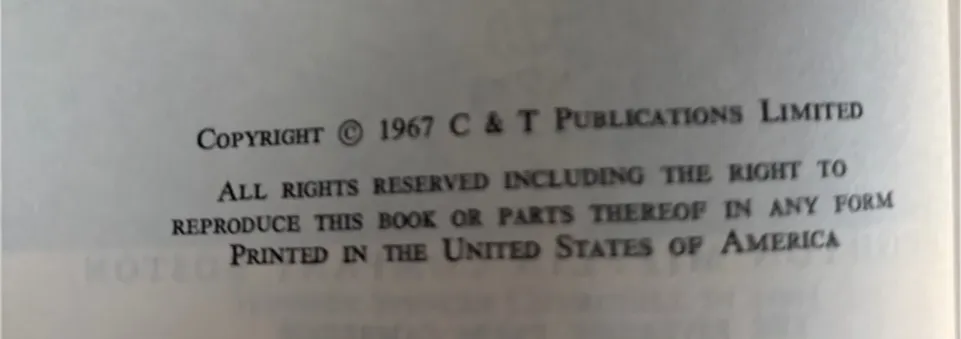 COPYRIGHT © 1967 C & T PUBLICATIONS LIMITED
ALL RIGHTS RESERVED INCLUDING THE RIGHT TO
REPRODUCE THIS BOOK OR PARTS THEREOF IN ANY FORM
PRINTED IN THE UNITED STATES OF AMERICA